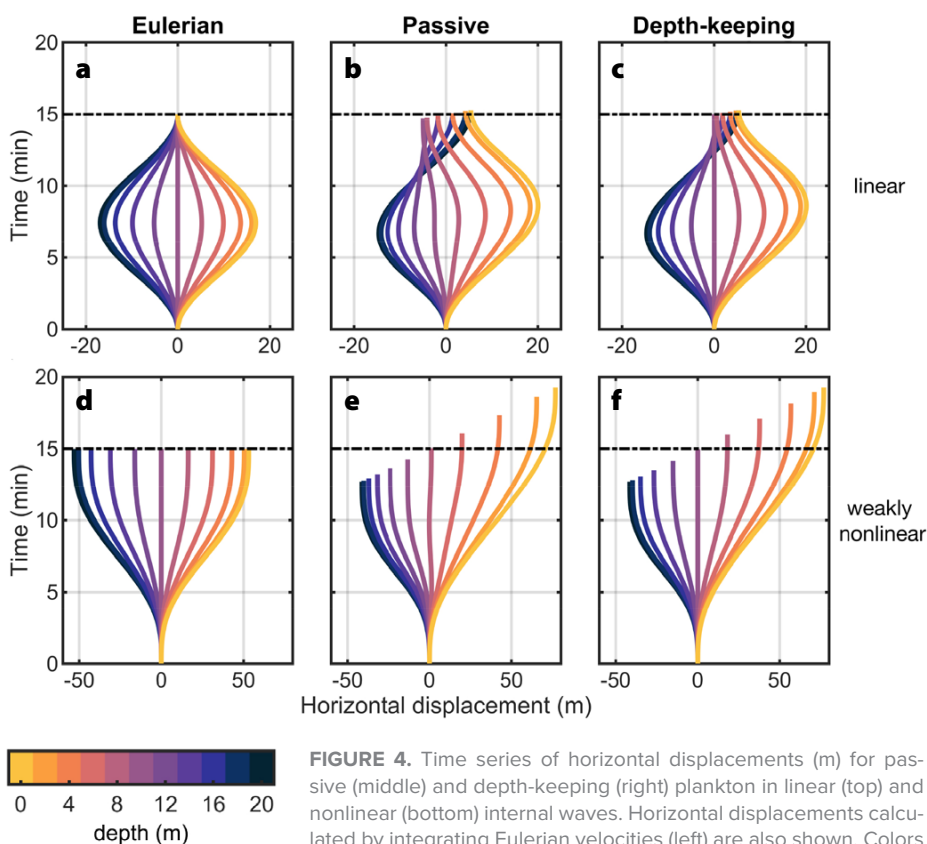 Eulerian Passive Depth-keeping
20 a b c
15
10
5
0
Time (min)
-20 0 20 -20 0 20 -20 0 20
linear
20 d e f
15
10
5
0
Time (min)
-50 0 50 -50 0 50 -50 0 50
weakly
nonlinear
Horizontal displacement (m)
0 4 8 12 16 20
depth (m)
FIGURE 4. Time series of horizontal displacements (m) for pas-
sive (middle) and depth-keeping (right) plankton in linear (top) and
nonlinear (bottom) internal waves. Horizontal displacements calcu-
lated by integrating Eulerian velocities (left) are also shown. Colors